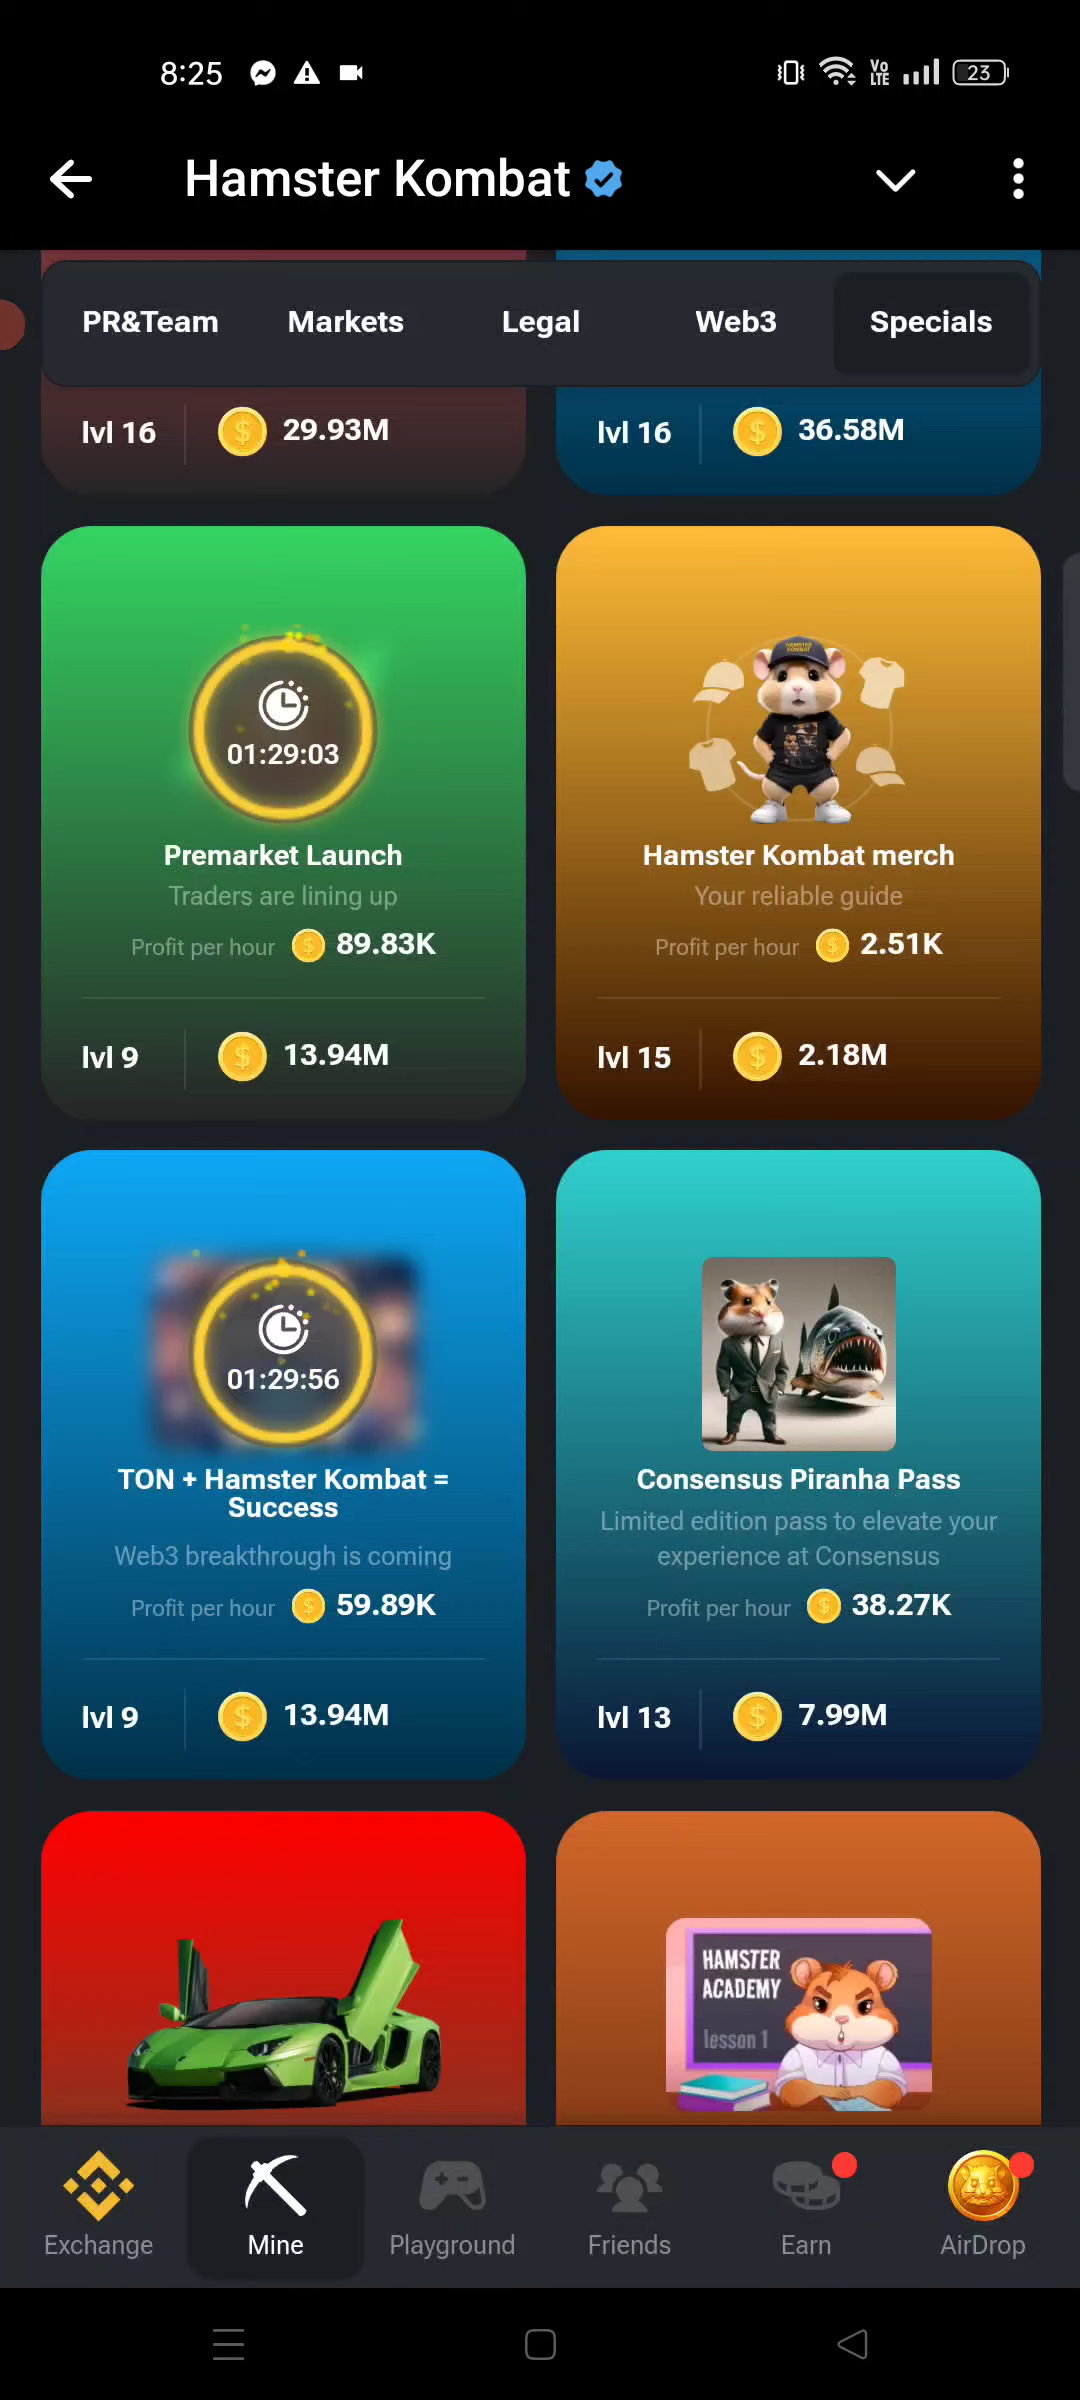 8:25
Vo
LTE
23
Hamster Kombat
PR&Team Markets Legal Web3 Specials
lvl 16 29.93M
lvl 16 36.58M
01:29:03
Premarket Launch
Traders are lining up
Profit per hour 89.83K
lvl 9 13.94M
HAMSTER
KOMBAT
Hamster Kombat merch
Your reliable guide
Profit per hour 2.51K
lvl 15 2.18M
01:29:56
TON + Hamster Kombat =
Success
Web3 breakthrough is coming
Profit per hour 59.89K
lvl 9 13.94M
Consensus Piranha Pass
Limited edition pass to elevate your
experience at Consensus
Profit per hour 38.27K
lvl 13 7.99M
HAMSTER
ACADEMY
lesson 1
Exchange Mine Playground Friends Earn AirDrop